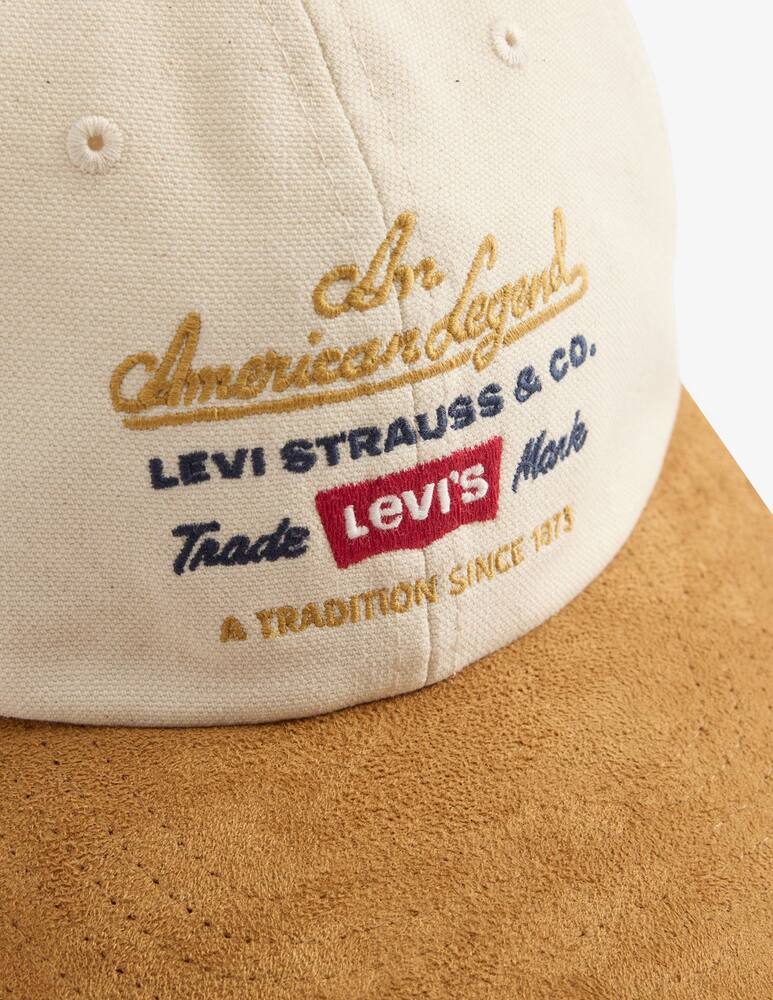 An
American Legend
LEVI STRAUSS & CO.
Trade LEVI'S Mark
A TRADITION SINCE 1873